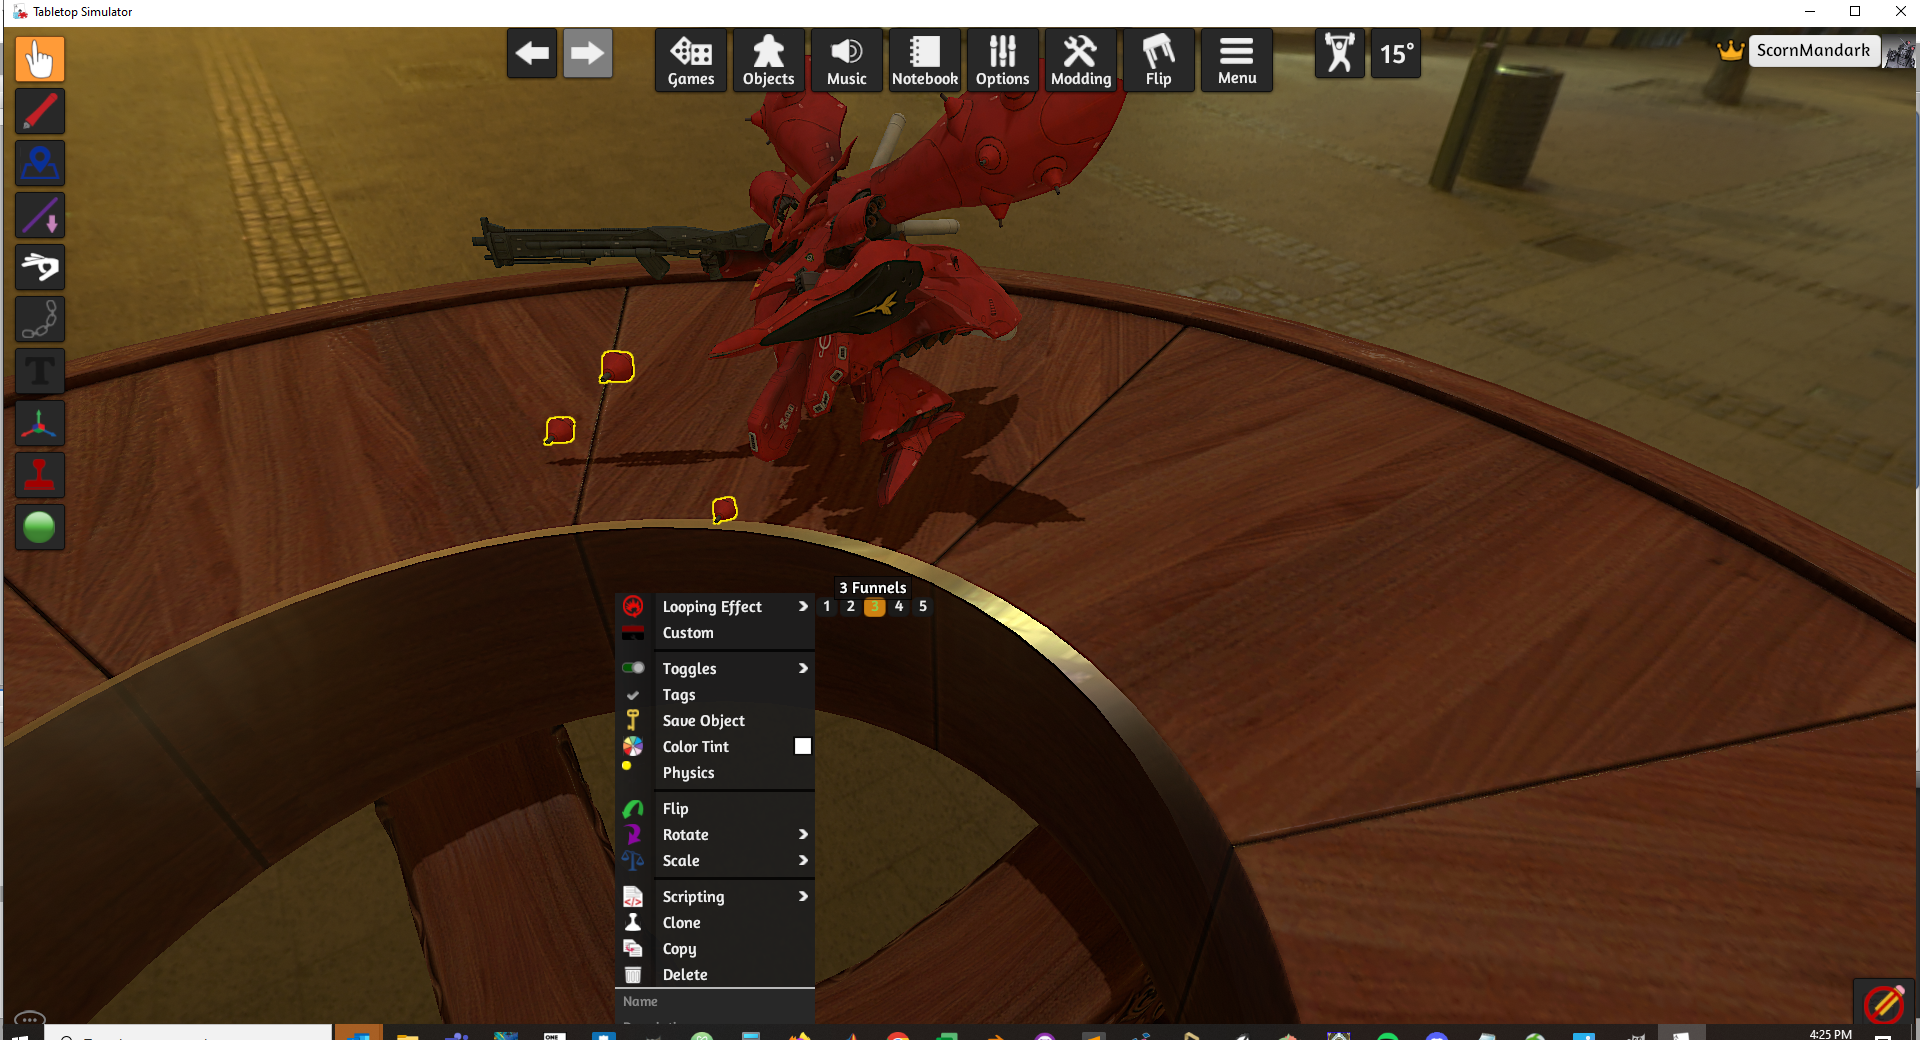 Tabletop Simulator
Games
Objects
Music
Notebook
Options
Modding
Flip
Menu
15°
ScornMandark
T
3 Funnels
Looping Effect
1 2 3 4 5
Custom
Toggles
Tags
Save Object
Color Tint
Physics
Flip
Rotate
Scale
Scripting
Clone
Copy
Delete
Name
ONE
4:25 PM